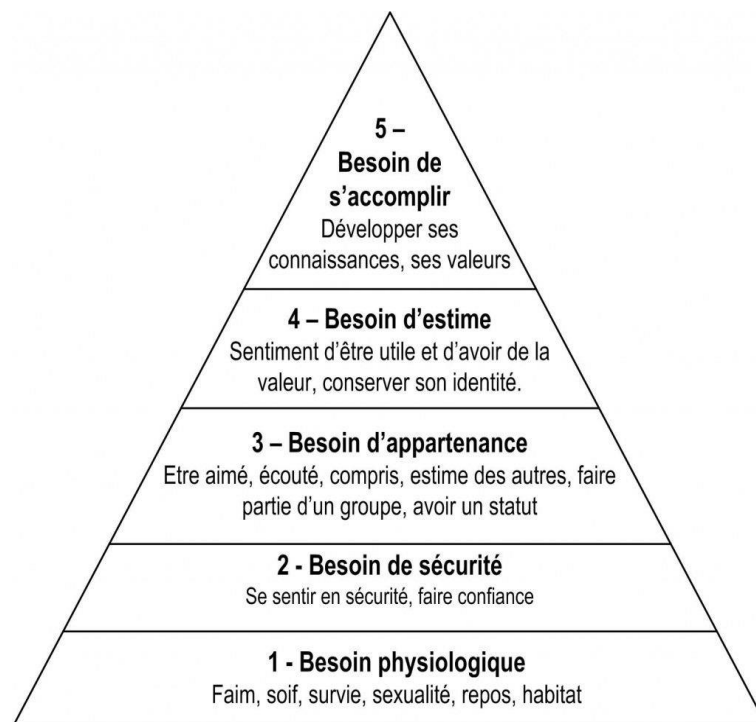 5 –
Besoin de
s’accomplir
Développer ses
connaissances, ses valeurs
4 – Besoin d’estime
Sentiment d’être utile et d’avoir de la
valeur, conserver son identité.
3 – Besoin d’appartenance
Etre aimé, écouté, compris, estime des autres, faire
partie d’un groupe, avoir un statut
2 - Besoin de sécurité
Se sentir en sécurité, faire confiance
1 - Besoin physiologique
Faim, soif, survie, sexualité, repos, habitat